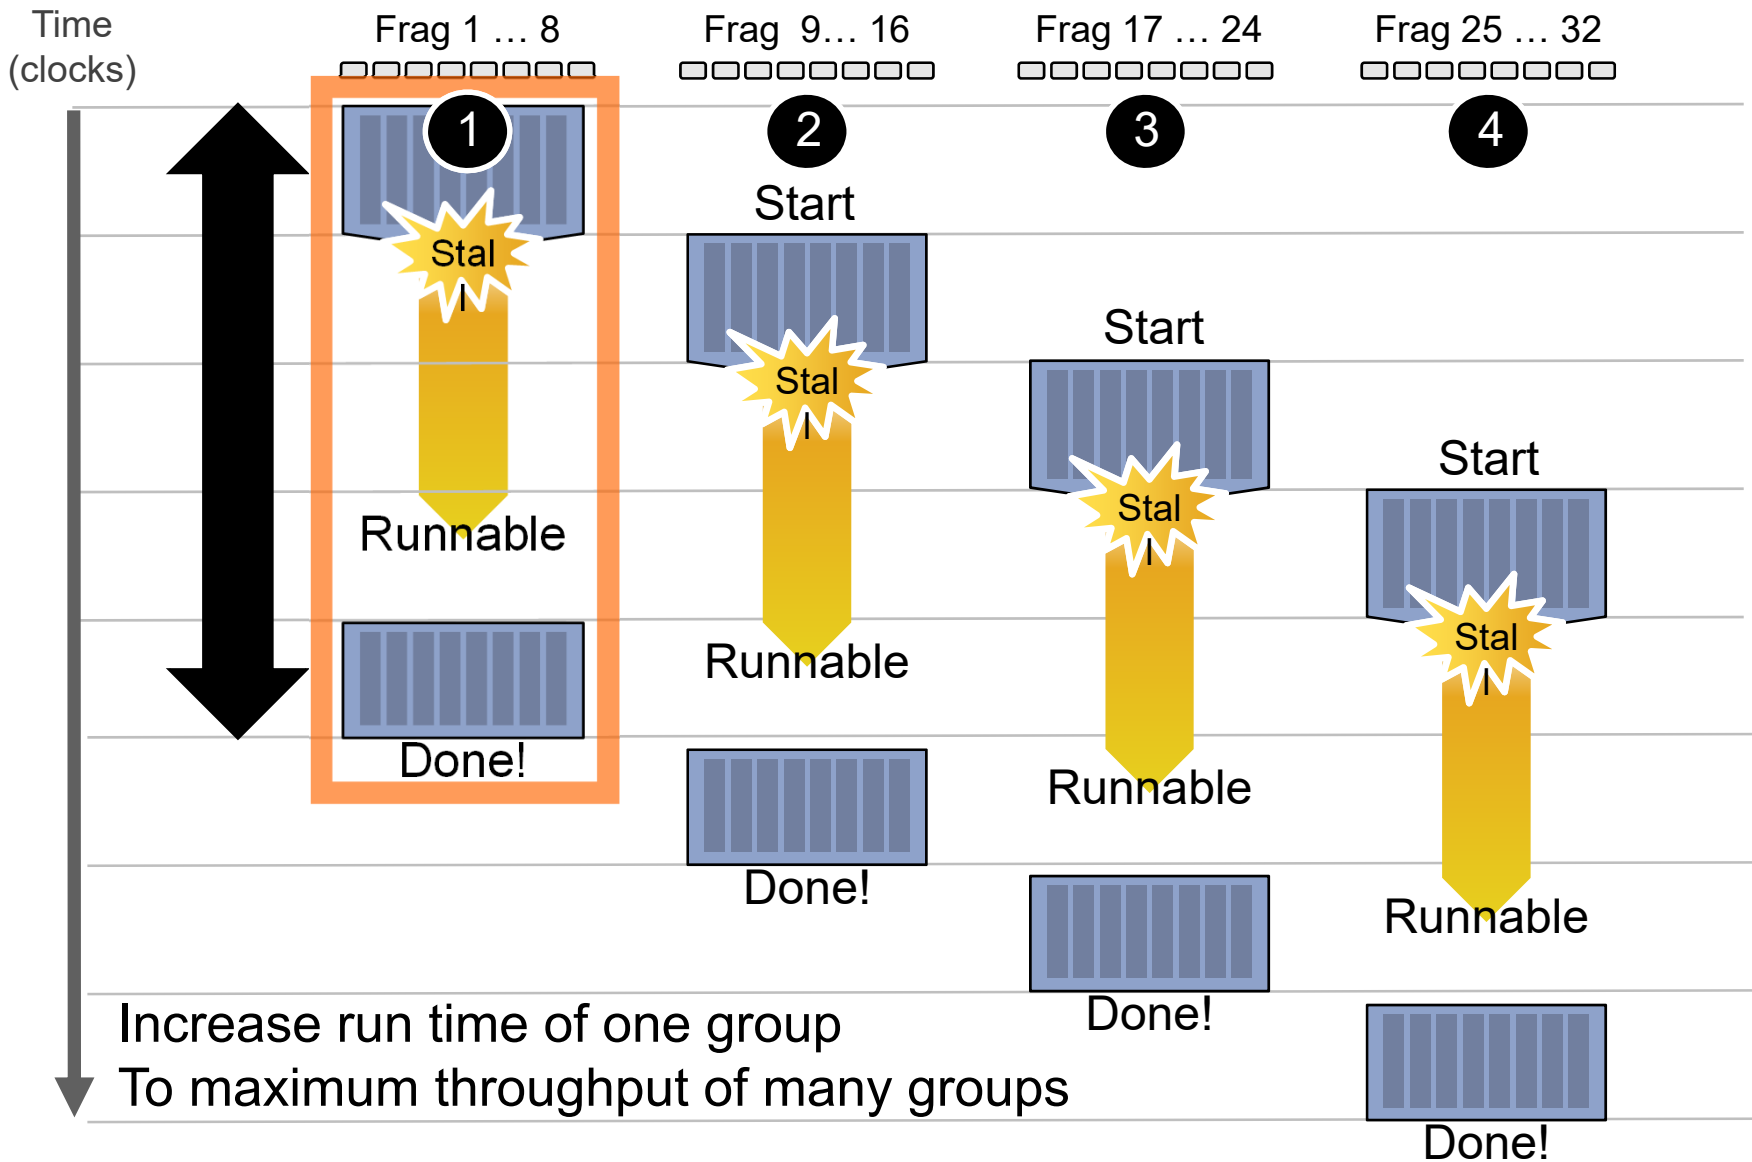 Time
(clocks)
Frag 1 … 8
Frag  9… 16
Frag 17 … 24
Frag 25 … 32
1
2
3
4
Start
Stal
l
Start
Stal
l
Start
Stal
l
Runnable
Stal
l
Runnable
Done!
Runnable
Done!
Runnable
Done!
Increase run time of one group
To maximum throughput of many groups
Done!